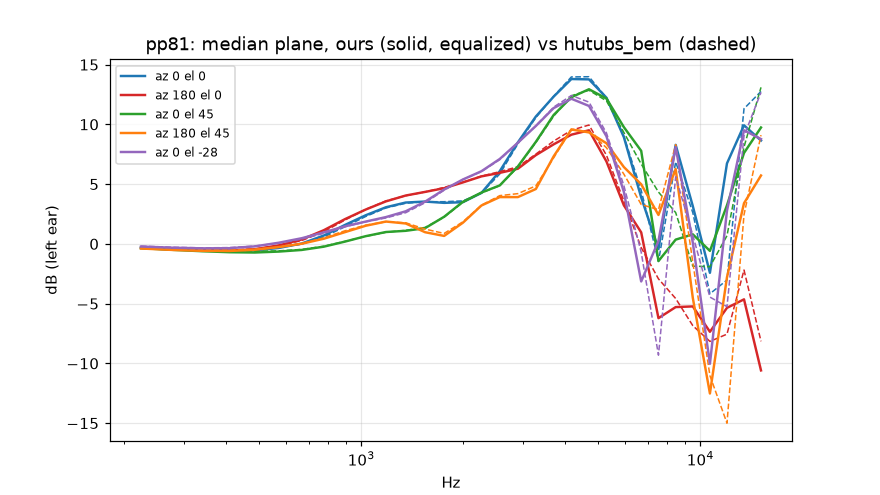 pp81: median plane, ours (solid, equalized) vs hutubs_bem (dashed)
15
10
5
0
−5
−10
−15
dB (left ear)
az 0 el 0
az 180 el 0
az 0 el 45
az 180 el 45
az 0 el -28
10³
10⁴
Hz